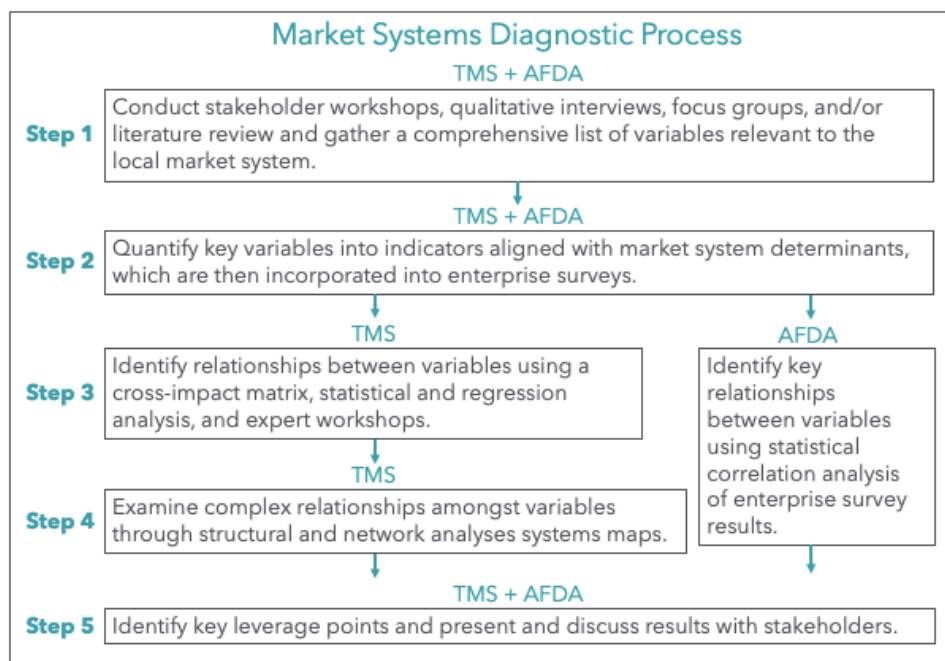 Market Systems Diagnostic Process
TMS + AFDA
Step 1
Conduct stakeholder workshops, qualitative interviews, focus groups, and/or
literature review and gather a comprehensive list of variables relevant to the
local market system.
TMS + AFDA
Step 2
Quantify key variables into indicators aligned with market system determinants,
which are then incorporated into enterprise surveys.
TMS
Step 3
Identify relationships between variables using a
cross-impact matrix, statistical and regression
analysis, and expert workshops.
TMS
Step 4
Examine complex relationships amongst variables
through structural and network analyses systems maps.
AFDA
Identify key
relationships
between variables
using statistical
correlation analysis
of enterprise survey
results.
TMS + AFDA
Step 5
Identify key leverage points and present and discuss results with stakeholders.